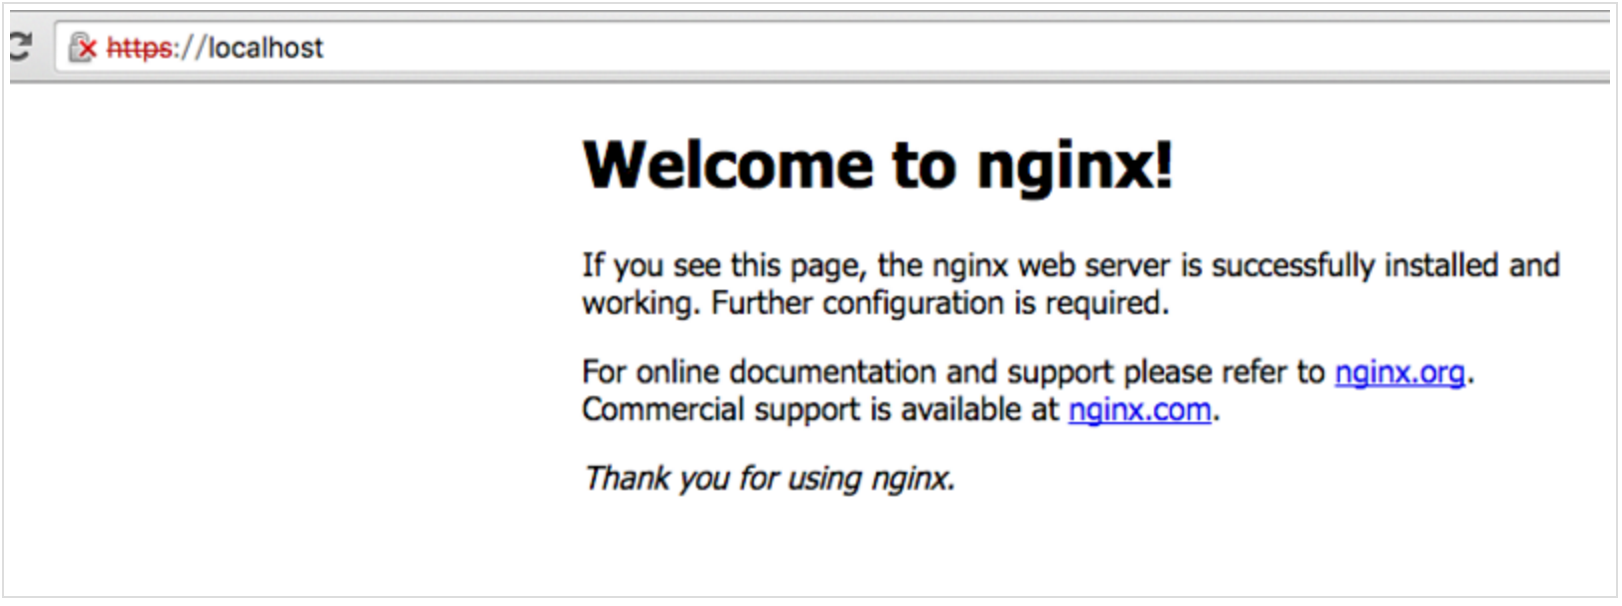 https://localhost
Welcome to nginx!
If you see this page, the nginx web server is successfully installed and
working. Further configuration is required.
For online documentation and support please refer to nginx.org.
Commercial support is available at nginx.com.
Thank you for using nginx.